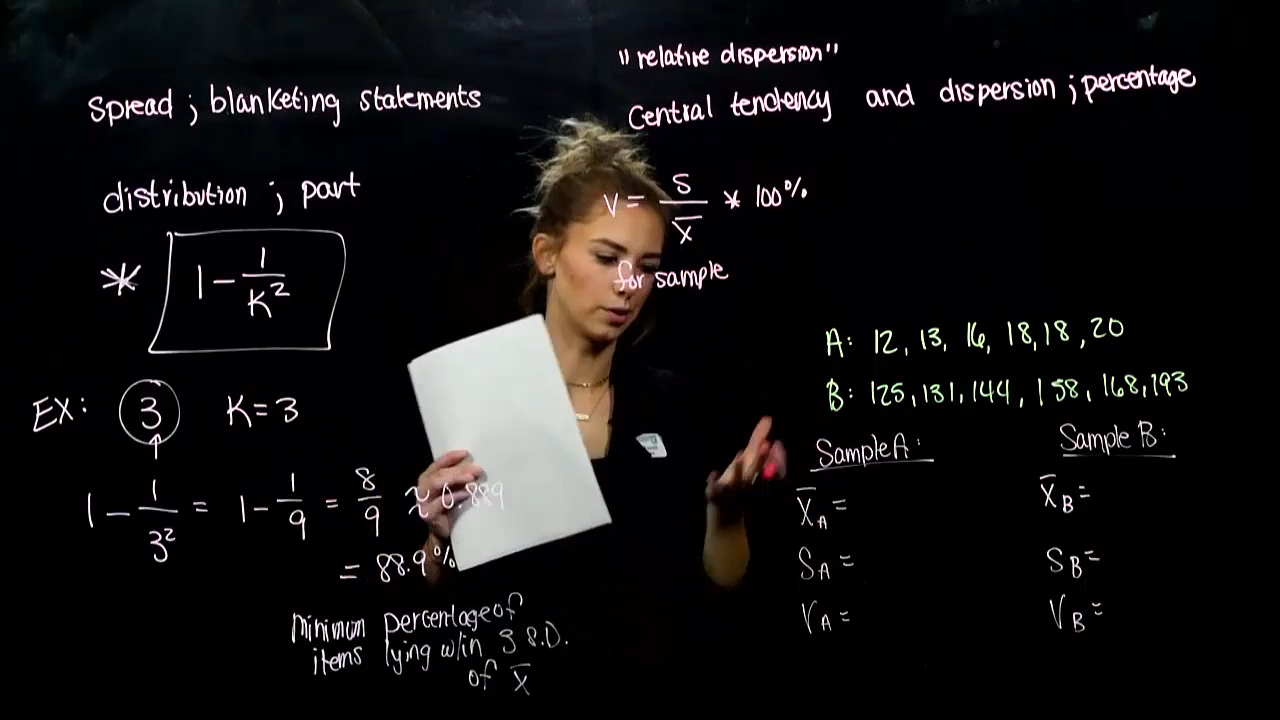 spread ; blanketing statements
distribution ; part
* 1 - 1/K²
EX: 3 K=3
1 - 1/3² = 1 - 1/9 = 8/9 ≈ 0.889
= 88.9%
minimum percentage of
items lying w/in 3 S.D.
of x̄
"relative dispersion"
Central tendency and dispersion ; percentage
V = S/x̄ * 100%
for sample
A: 12, 13, 16, 18, 18, 20
B: 125, 131, 144, 158, 168, 193
Sample A: Sample B:
x̄A = x̄B =
SA = SB =
VA = VB =